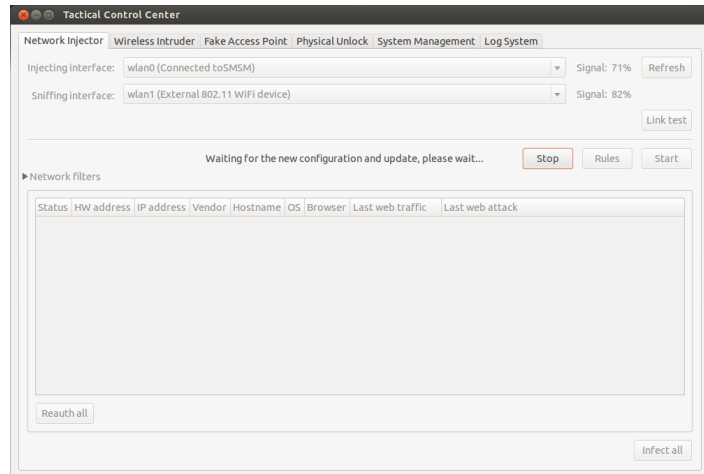 Tactical Control Center
Network Injector Wireless Intruder Fake Access Point Physical Unlock System Management Log System
Injecting interface: wlan0 (Connected toSMSM) Signal: 71% Refresh
Sniffing interface: wlan1 (External 802.11 WiFi device) Signal: 82%
Link test
Waiting for the new configuration and update, please wait... Stop Rules Start
Network filters
Status HW address IP address Vendor Hostname OS Browser Last web traffic Last web attack
Reauth all
Infect all